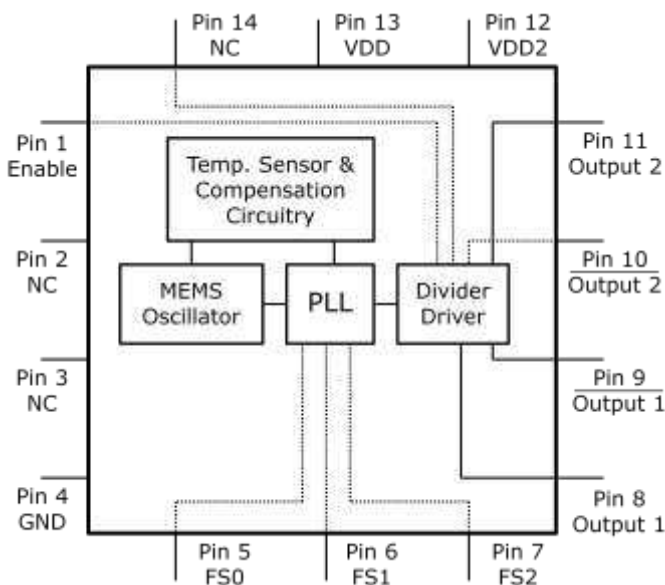 Pin 14
NC
Pin 13
VDD
Pin 12
VDD2
Pin 1
Enable
Temp. Sensor &
Compensation
Circuitry
Pin 11
Output 2
Pin 2
NC
MEMS
Oscillator
PLL
Divider
Driver
Pin 10
Output 2
Pin 3
NC
Pin 9
Output 1
Pin 4
GND
Pin 8
Output 1
Pin 5
FS0
Pin 6
FS1
Pin 7
FS2